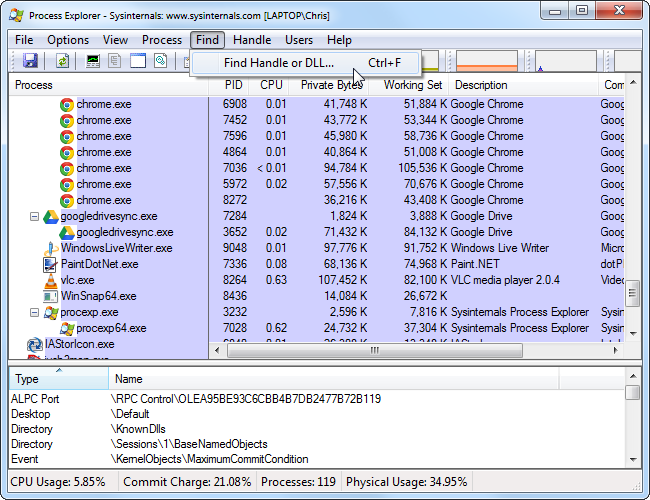 Process Explorer - Sysinternals: www.sysinternals.com [LAPTOP\Chris]
File Options View Process Find Handle Users Help
Find Handle or DLL... Ctrl+F
Process PID CPU Private Bytes Working Set Description Com
chrome.exe 6908 0.01 41,748 K 51,884 K Google Chrome Goog
chrome.exe 7452 0.01 43,772 K 53,344 K Google Chrome Goog
chrome.exe 7596 0.01 45,980 K 58,736 K Google Chrome Goog
chrome.exe 4864 0.01 40,864 K 51,008 K Google Chrome Goog
chrome.exe 7036 < 0.01 94,784 K 105,536 K Google Chrome Goog
chrome.exe 5972 0.02 57,556 K 70,676 K Google Chrome Goog
chrome.exe 8272 36,216 K 43,408 K Google Chrome Goog
googledrivesync.exe 7284 1,824 K 3,888 K Google Drive Goog
googledrivesync.exe 3652 0.02 71,432 K 84,132 K Google Drive Goog
WindowsLiveWriter.exe 9048 0.01 97,776 K 91,752 K Windows Live Writer Micro
PaintDotNet.exe 7336 0.08 68,136 K 74,968 K Paint.NET dotP
vlc.exe 8264 0.63 107,452 K 82,100 K VLC media player 2.0.4 Video
WinSnap64.exe 8436 14,084 K 26,672 K
procexp.exe 3232 2,596 K 7,816 K Sysinternals Process Explorer Sysin
procexp64.exe 7028 0.62 24,732 K 37,304 K Sysinternals Process Explorer Sysin
IAStorIcon.exe
Type Name
ALPC Port \RPC Control\OLEA95BE93C6CBB4B7DB2477B72B119
Desktop \Default
Directory \KnownDlls
Directory \Sessions\1\BaseNamedObjects
Event \KernelObjects\MaximumCommitCondition
CPU Usage: 5.85% Commit Charge: 21.08% Processes: 119 Physical Usage: 34.95%